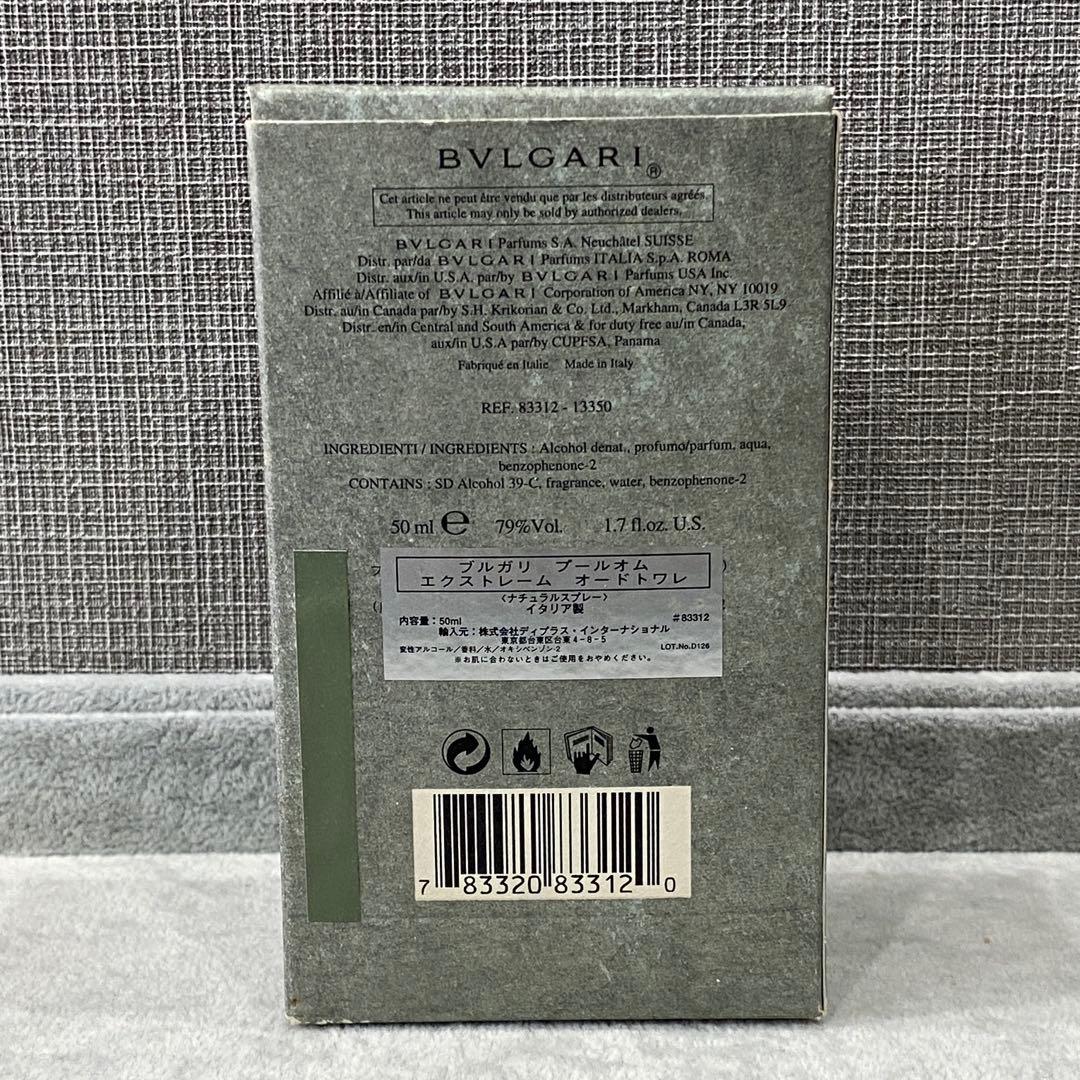 BVLGARI®
Cet article ne peut être vendu que par les distributeurs agréés.
This article may only be sold by authorized dealers.
BVLGARI Parfums S.A. Neuchâtel SUISSE
Distr. par/da BVLGARI Parfums ITALIA S.p.A. ROMA
Distr. aux/in U.S.A. par/by BVLGARI Parfums USA Inc.
Affilié à/Affiliate of BVLGARI Corporation of America NY, NY 10019
Distr. au/in Canada par/by S.H. Krikorian & Co. Ltd., Markham, Canada L3R 5L9
Distr. en/in Central and South America & for duty free au/in Canada,
aux/in U.S.A par/by CUPFSA, Panama
Fabriqué en Italie Made in Italy
REF. 83312 - 13350
INGREDIENTI / INGREDIENTS : Alcohol denat., profumo/parfum, aqua,
benzophenone-2
CONTAINS : SD Alcohol 39-C, fragrance, water, benzophenone-2
50 ml ℮ 79%Vol. 1.7 fl.oz. U.S.
ブルガリ プールオム
エクストレーム オードトワレ
〈ナチュラルスプレー〉
イタリア製
内容量：50ml #83312
輸入元：株式会社ディプラス・インターナショナル
東京都台東区台東4-8-5
変性アルコール／香料／水／オキシベンゾン-2 LOT.No.D126
※お肌に合わないときはご使用をおやめください。
7 83320 83312 0